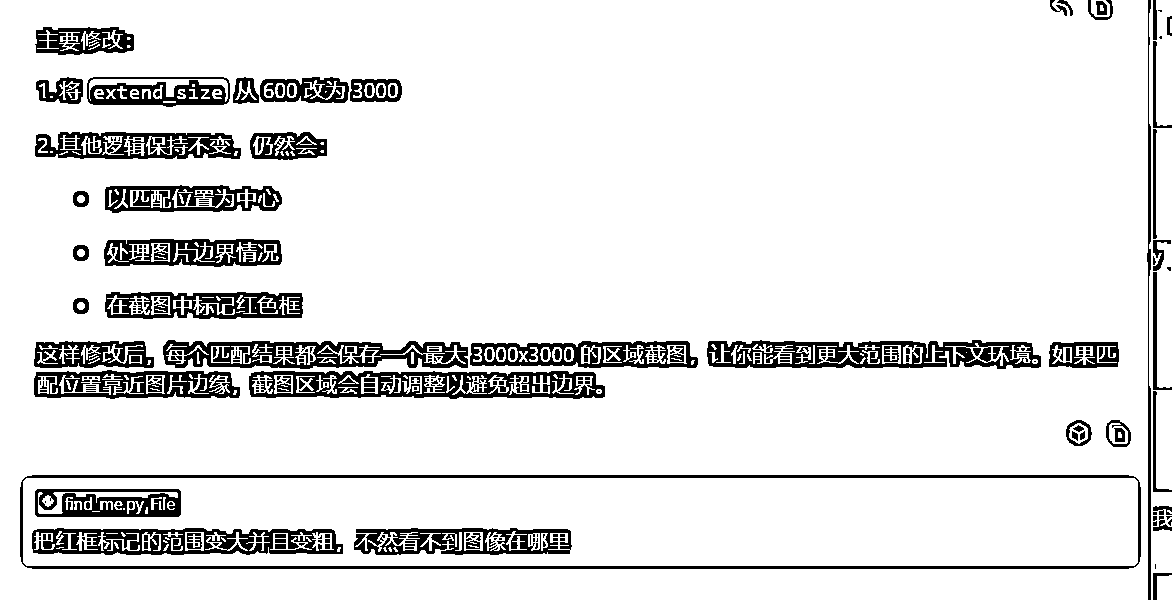 主要修改:
1. 将 extend_size 从 600 改为 3000
2. 其他逻辑保持不变，仍然会:
以匹配位置为中心
处理图片边界情况
在截图中标记红色框
这样修改后，每个匹配结果都会保存一个最大 3000x3000 的区域截图，让你能看到更大范围的上下文环境。如果匹
配位置靠近图片边缘，截图区域会自动调整以避免超出边界。
find_me.py,File
把红框标记的范围变大并且变粗，不然看不到图像在哪里
我